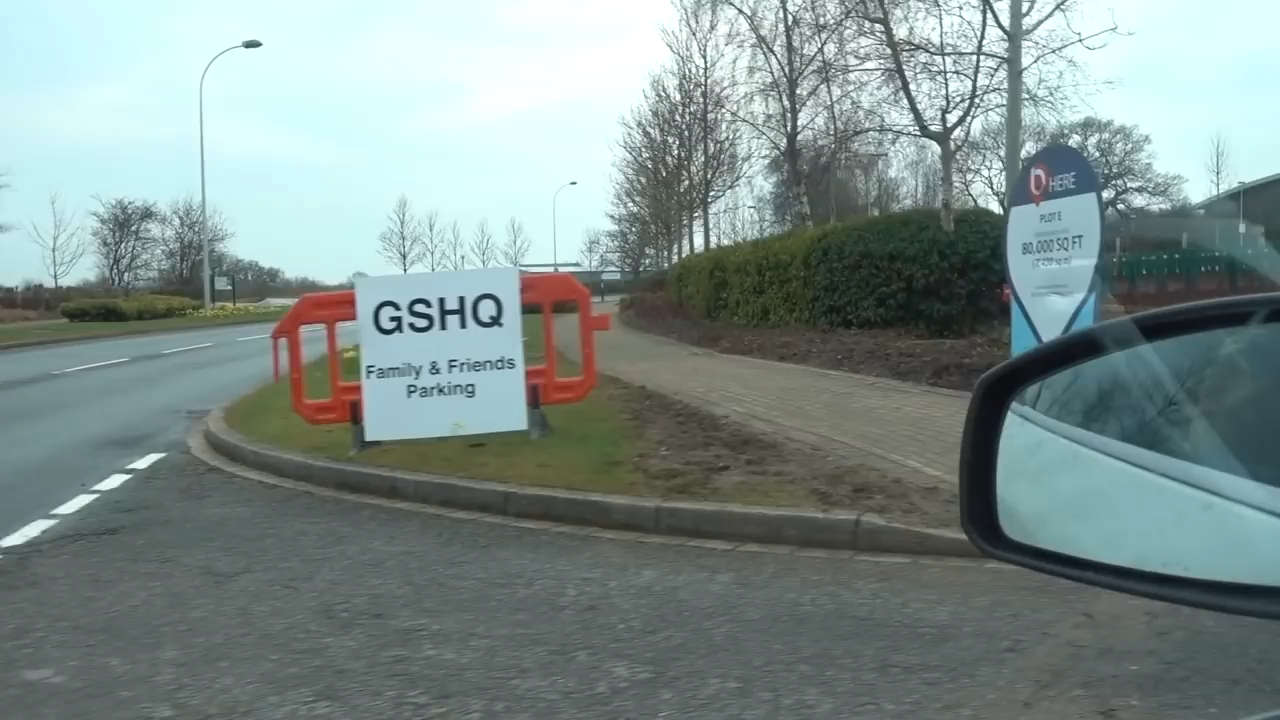 GSHQ
Family & Friends
Parking
b HERE
PLOT E
80,000 SQ FT